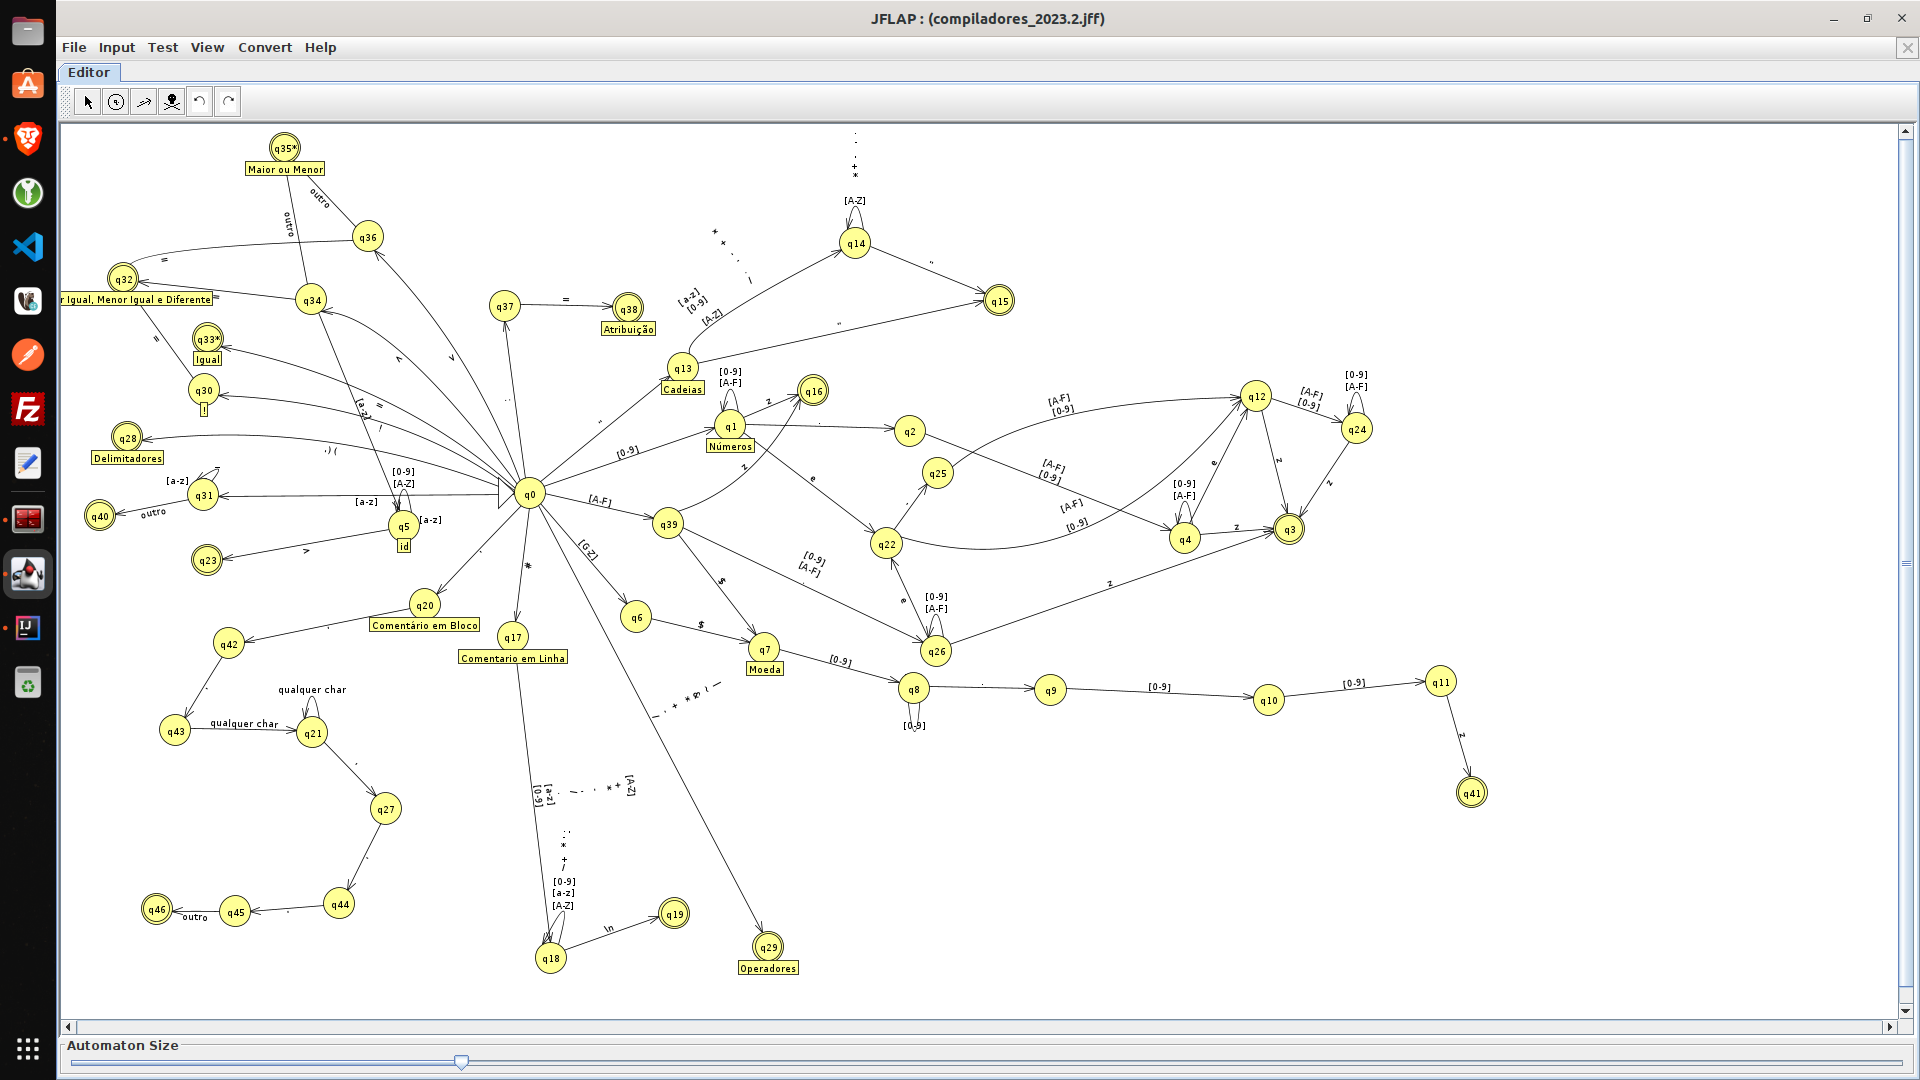 JFLAP : (compiladores_2023.2.jff)
File Input Test View Convert Help
Editor
q35*
Maior ou Menor
outro
outro
q36
=
q32
r Igual, Menor Igual e Diferente
=
q34
q33*
Igual
=
q30
!
q28
Delimitadores
[a-z]
=
!
,)(
[a-z]
q31
q40
outro
[a-z]
[0-9]
[A-Z]
[a-z]
q5
id
q23
q0
q37
=
q38
Atribuição
:
"
q13
Cadeias
[a-z]
[0-9]
[A-Z]
*
+
.
.
/
.
.
.
+
*
[A-Z]
q14
"
q15
"
[0-9]
[0-9]
[A-F]
q1
Números
z
q16
z
.
q2
e
[A-F]
q39
q25
.
q22
[A-F]
[0-9]
[A-F]
[0-9]
[A-F]
[0-9]
[0-9]
[A-F]
q4
e
z
q12
[A-F]
[0-9]
[0-9]
[A-F]
q24
z
z
q3
[0-9]
[A-F]
e
[0-9]
[A-F]
q26
z
$
[G-Z]
q6
$
q7
Moeda
[0-9]
q8
[0-9]
.
q9
[0-9]
q10
[0-9]
q11
z
q41
q20
Comentário em Bloco
*
q17
Comentario em Linha
q42
.
q43
qualquer char
qualquer char
q21
q27
q44
q45
outro
q46
[0-9]
[a-z]
[A-Z]
*
+
/
[0-9]
[a-z]
[A-Z]
q18
\n
q19
q29
Operadores
Automaton Size